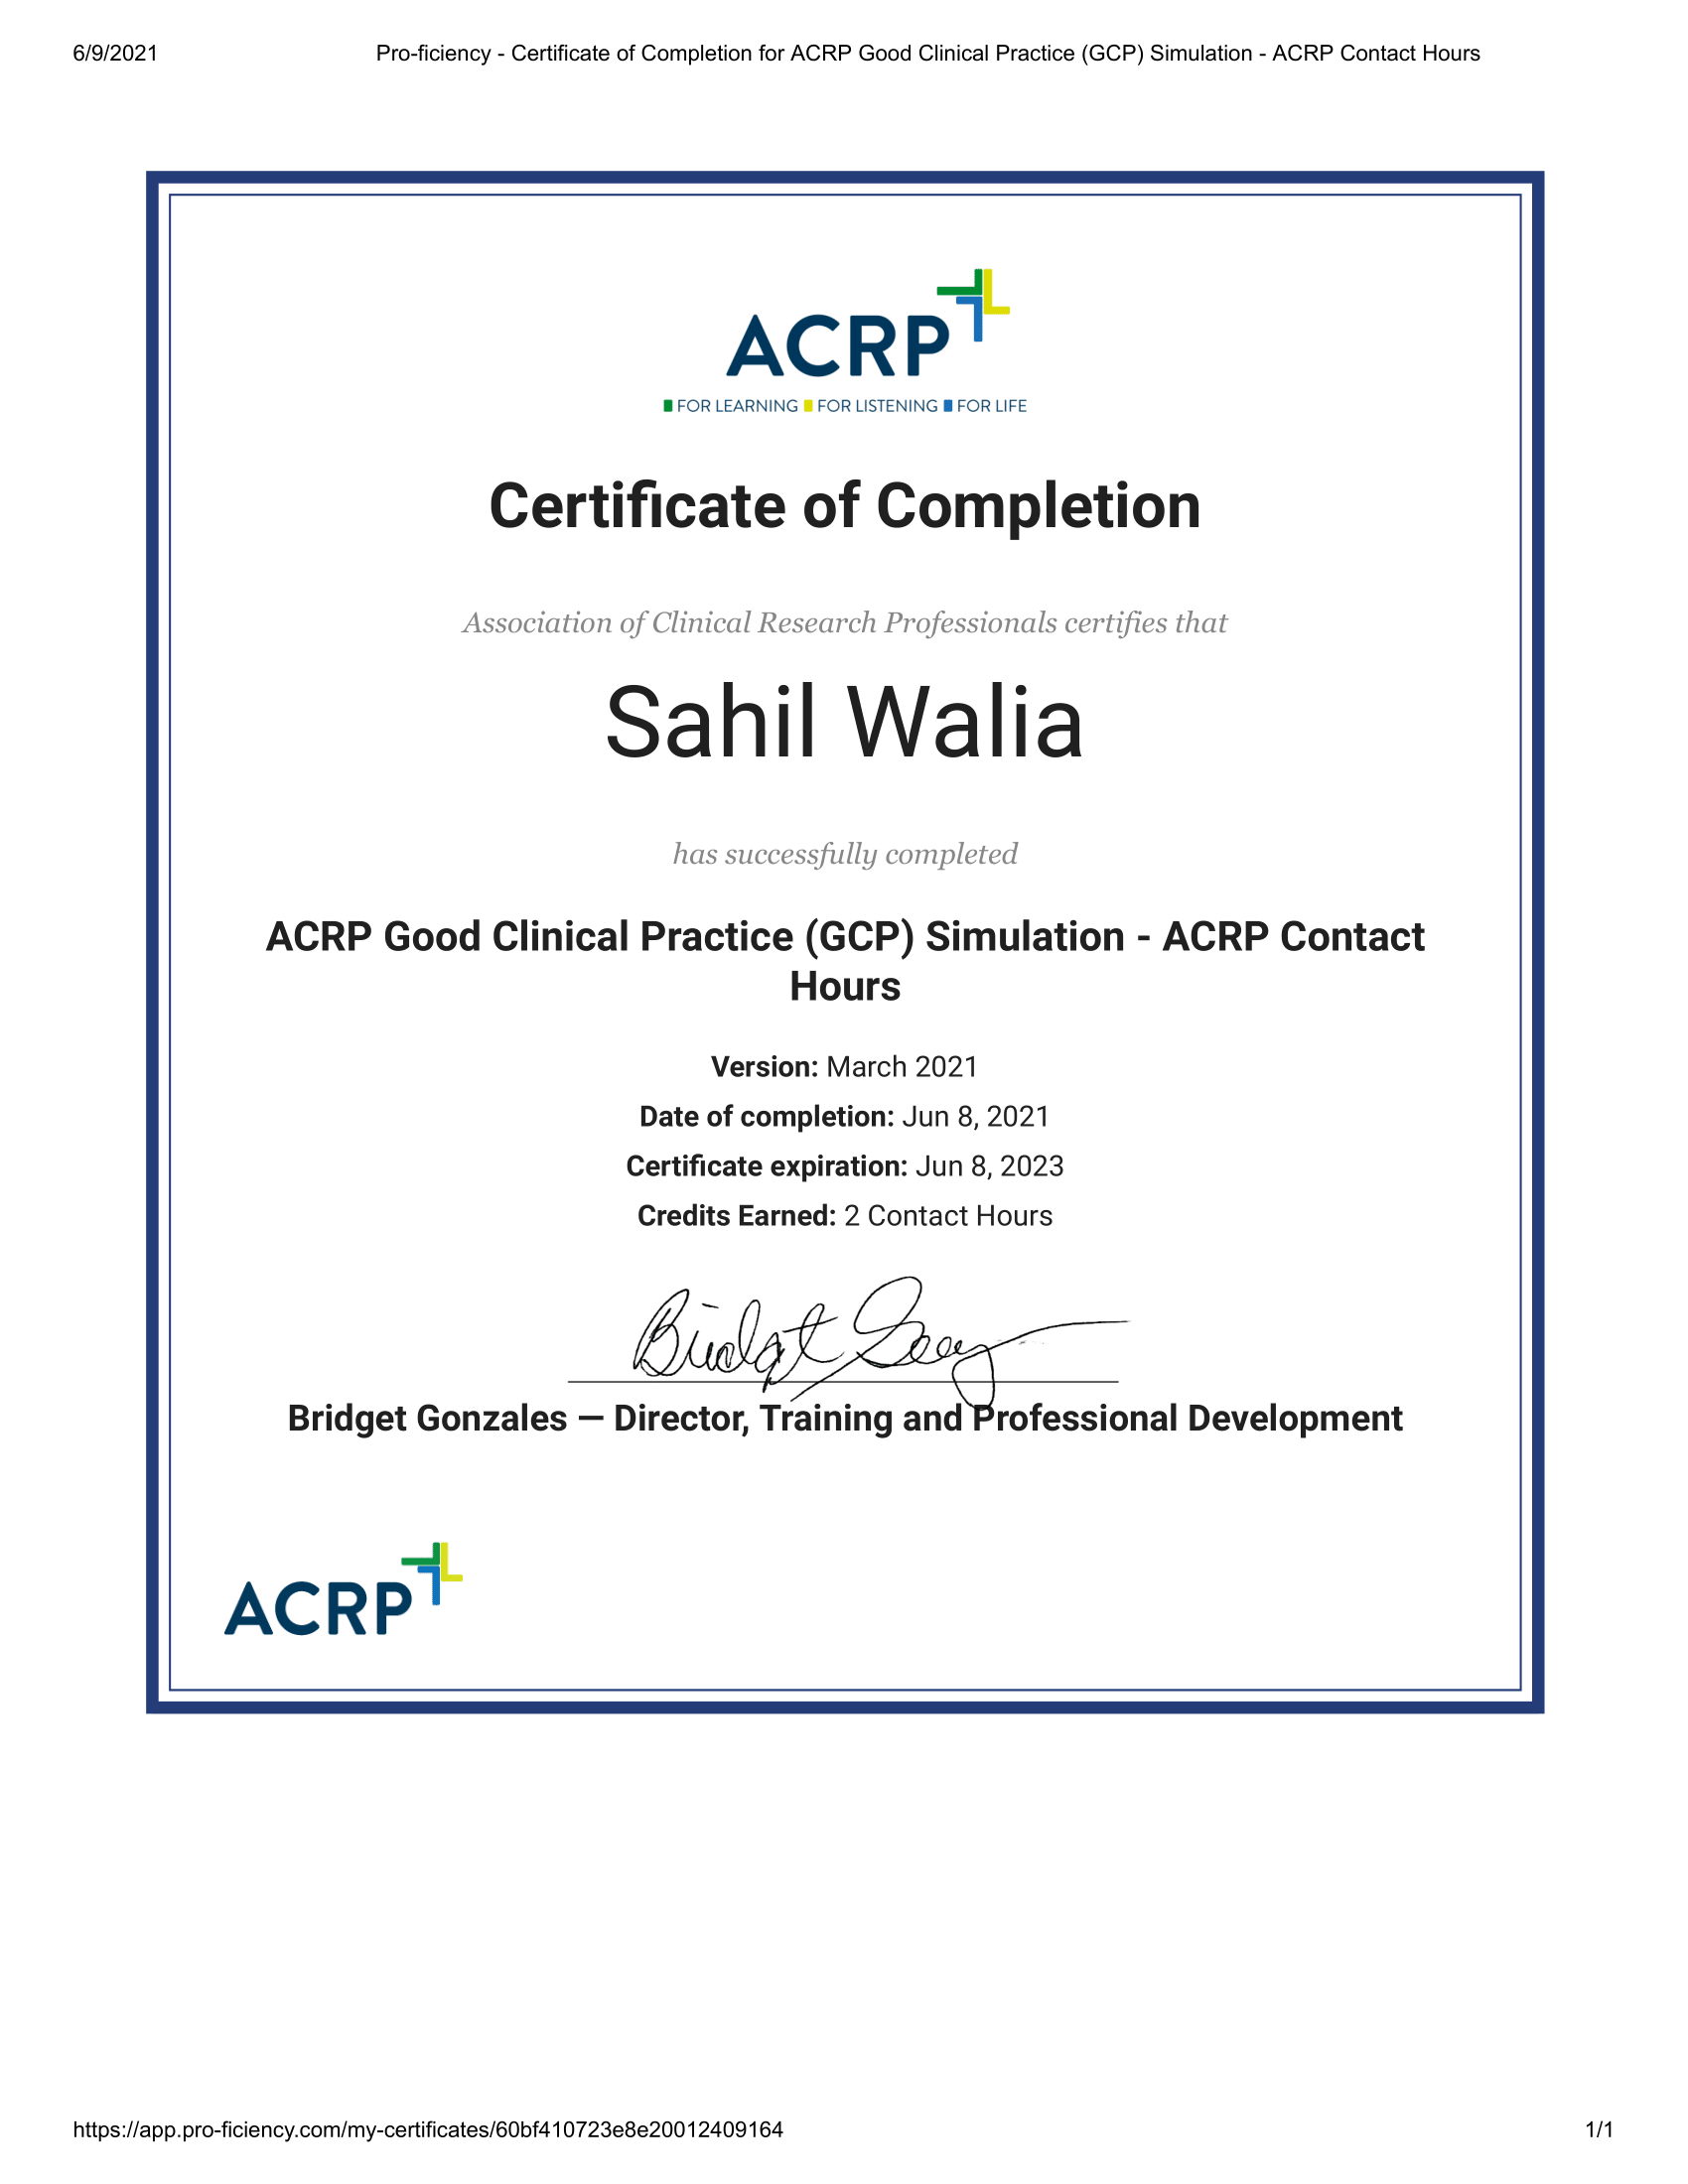 6/9/2021 Pro-ficiency - Certificate of Completion for ACRP Good Clinical Practice (GCP) Simulation - ACRP Contact Hours
ACRP
FOR LEARNING FOR LISTENING FOR LIFE
Certificate of Completion
Association of Clinical Research Professionals certifies that
Sahil Walia
has successfully completed
ACRP Good Clinical Practice (GCP) Simulation - ACRP Contact
Hours
Version: March 2021
Date of completion: Jun 8, 2021
Certificate expiration: Jun 8, 2023
Credits Earned: 2 Contact Hours
Bridget Gonzales — Director, Training and Professional Development
ACRP
https://app.pro-ficiency.com/my-certificates/60bf410723e8e20012409164 1/1